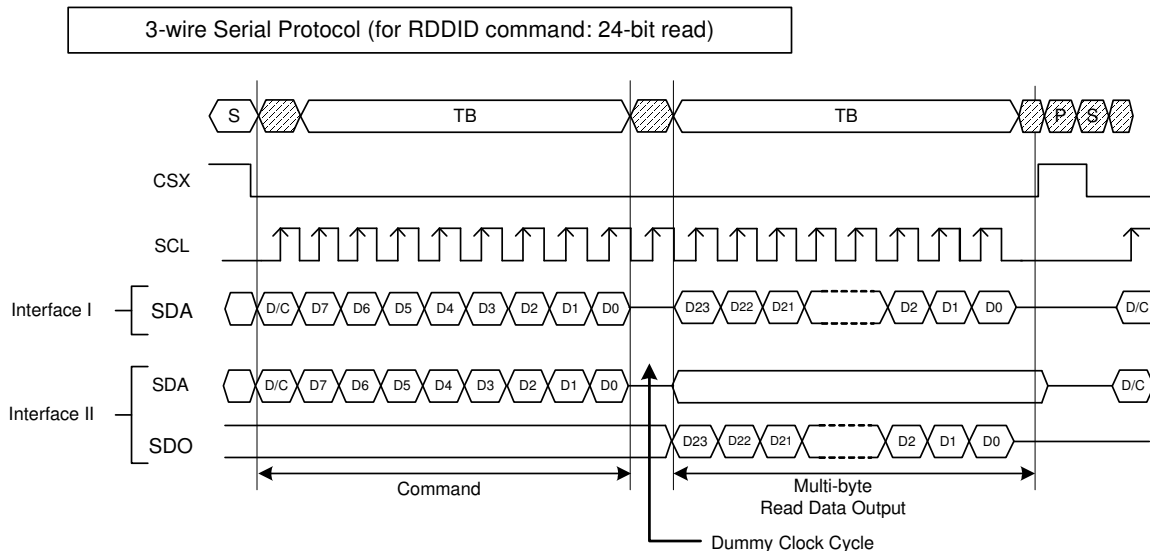 3-wire Serial Protocol (for RDDID command: 24-bit read)
S TB TB P S
CSX
SCL
Interface I SDA D/C D7 D6 D5 D4 D3 D2 D1 D0 D23 D22 D21 D2 D1 D0 D/C
SDA D/C D7 D6 D5 D4 D3 D2 D1 D0 D/C
Interface II
SDO D23 D22 D21 D2 D1 D0
Command Multi-byte
Read Data Output
Dummy Clock Cycle